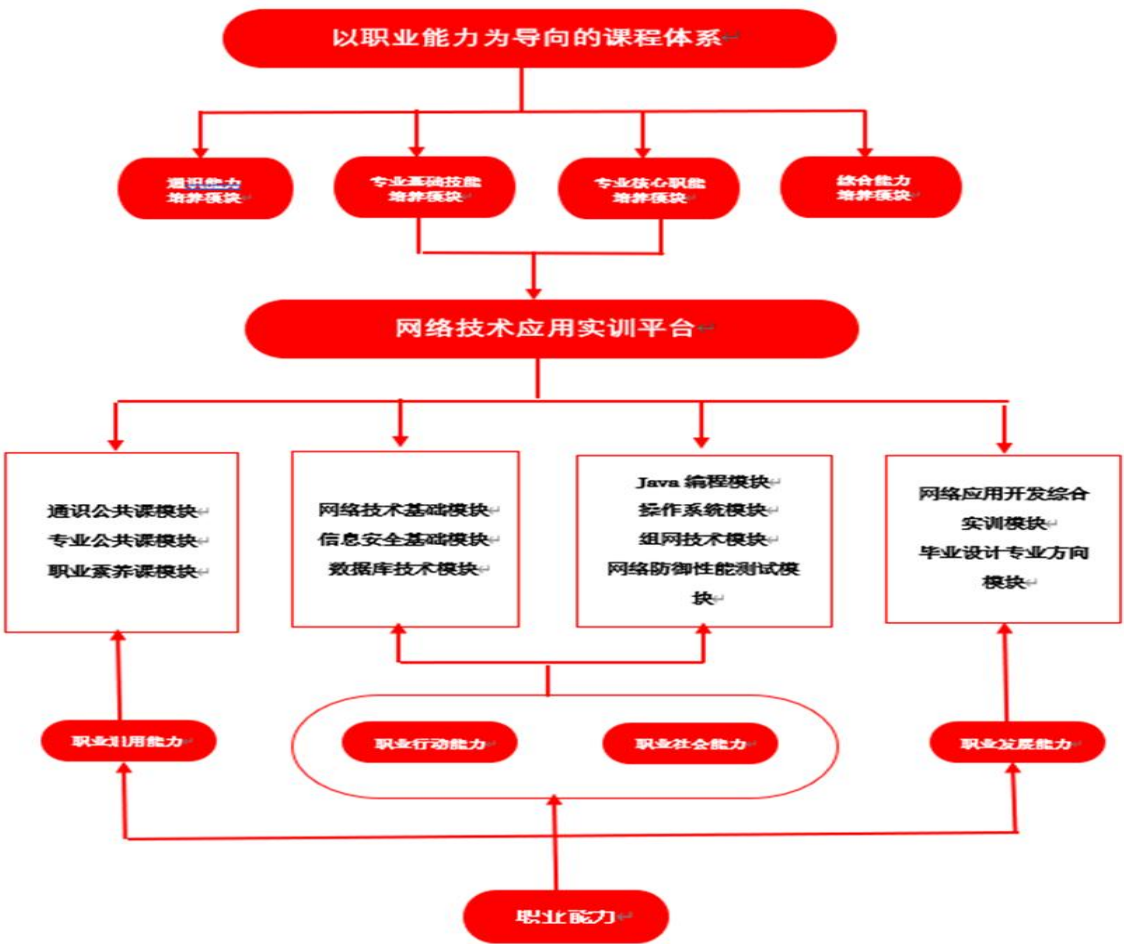 以职业能力为导向的课程体系
通识能力
培养模块
专业基础技能
培养模块
专业核心职能
培养模块
综合能力
培养模块
网络技术应用实训平台
通识公共课模块
专业公共课模块
职业素养课模块
网络技术基础模块
信息安全基础模块
数据库技术模块
Java 编程模块
操作系统模块
组网技术模块
网络防御性能测试模
块
网络应用开发综合
实训模块
毕业设计专业方向
模块
职业沿用能力
职业行动能力
职业社会能力
职业发展能力
职业能力